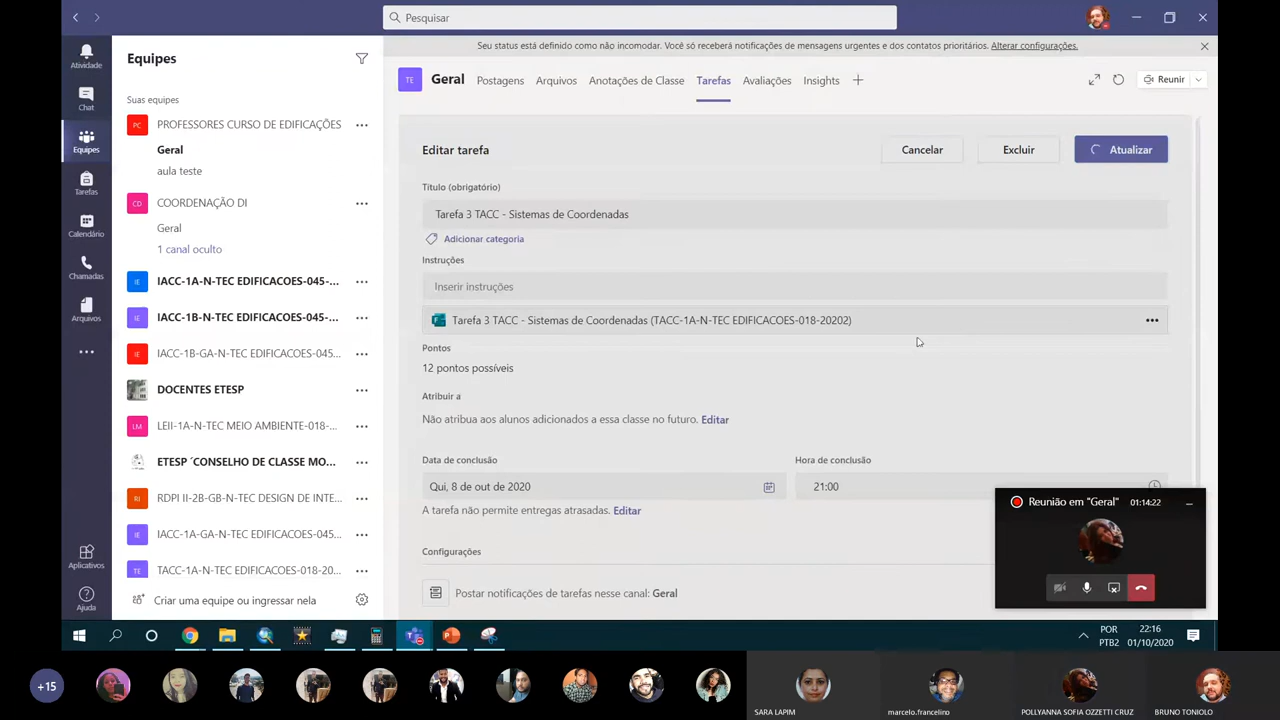 Pesquisar
Seu status está definido como não incomodar. Você só receberá notificações de mensagens urgentes e dos contatos prioritários. Alterar configurações.
Atividade
Chat
Equipes
Tarefas
Calendário
Chamadas
Arquivos
Aplicativos
Ajuda
Equipes
Suas equipes
PC PROFESSORES CURSO DE EDIFICAÇÕES
Geral
aula teste
CD COORDENAÇÃO DI
Geral
1 canal oculto
IE IACC-1A-N-TEC EDIFICACOES-045-...
IE IACC-1B-N-TEC EDIFICACOES-045-...
IE IACC-1B-GA-N-TEC EDIFICACOES-045...
DOCENTES ETESP
LM LEII-1A-N-TEC MEIO AMBIENTE-018-...
ETESP ´CONSELHO DE CLASSE MO...
RI RDPI II-2B-GB-N-TEC DESIGN DE INTE...
IE IACC-1A-GA-N-TEC EDIFICACOES-045...
TE TACC-1A-N-TEC EDIFICACOES-018-20...
Criar uma equipe ou ingressar nela
TE Geral Postagens Arquivos Anotações de Classe Tarefas Avaliações Insights Reunir
Editar tarefa Cancelar Excluir Atualizar
Título (obrigatório)
Tarefa 3 TACC - Sistemas de Coordenadas
Adicionar categoria
Instruções
Inserir instruções
Tarefa 3 TACC - Sistemas de Coordenadas (TACC-1A-N-TEC EDIFICACOES-018-20202)
Pontos
12 pontos possíveis
Atribuir a
Não atribua aos alunos adicionados a essa classe no futuro. Editar
Data de conclusão Hora de conclusão
Qui, 8 de out de 2020 21:00
A tarefa não permite entregas atrasadas. Editar
Configurações
Postar notificações de tarefas nesse canal: Geral
Reunião em "Geral" 01:14:22
POR 22:16
PTB2 01/10/2020
+15
SARA LAPIM marcelo.francelino POLLYANNA SOFIA OZZETTI CRUZ BRUNO TONIOLO